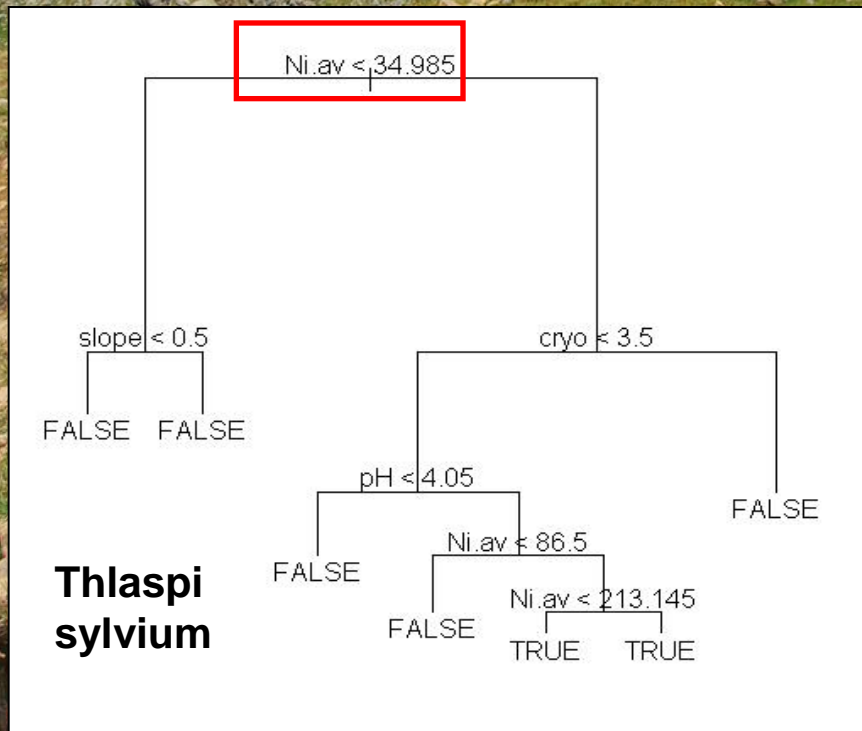 Ni.av < 34.985
slope < 0.5
cryo < 3.5
FALSE FALSE
pH < 4.05
FALSE
Ni.av < 86.5
FALSE
Ni.av < 213.145
FALSE
TRUE TRUE
Thlaspi
sylvium